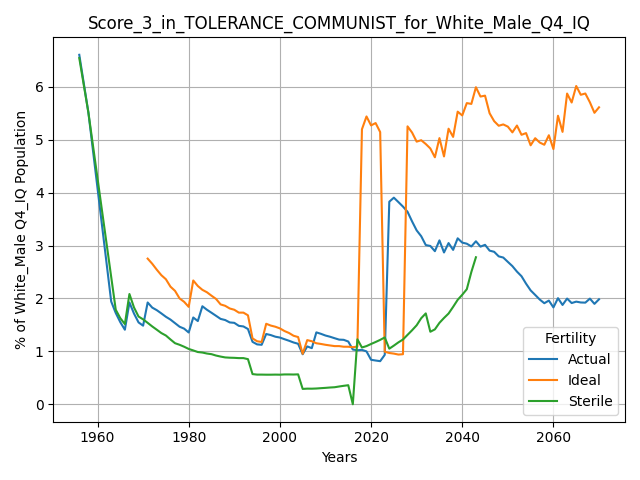 Score_3_in_TOLERANCE_COMMUNIST_for_White_Male_Q4_IQ
% of White_Male Q4_IQ Population
6
5
4
3
2
1
0
1960 1980 2000 2020 2040 2060
Years
Fertility
Actual
Ideal
Sterile